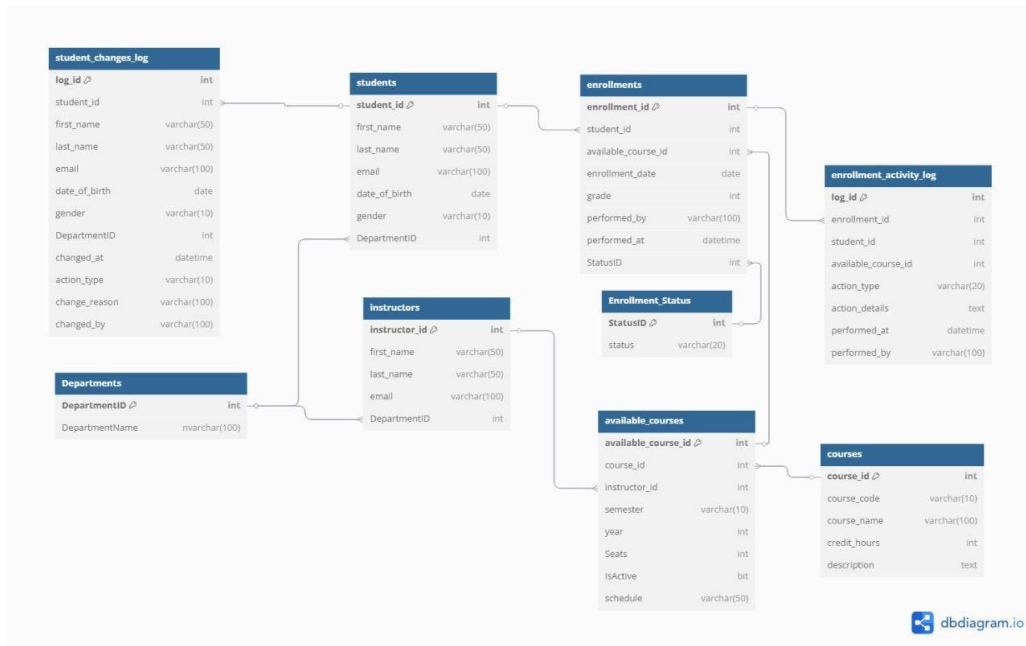 student_changes_log
log_id int
student_id int
first_name varchar(50)
last_name varchar(50)
email varchar(100)
date_of_birth date
gender varchar(10)
DepartmentID int
changed_at datetime
action_type varchar(10)
change_reason varchar(100)
changed_by varchar(100)
students
student_id int
first_name varchar(50)
last_name varchar(50)
email varchar(100)
date_of_birth date
gender varchar(10)
DepartmentID int
enrollments
enrollment_id int
student_id int
available_course_id int
enrollment_date date
grade int
performed_by varchar(100)
performed_at datetime
StatusID int
enrollment_activity_log
log_id int
enrollment_id int
student_id int
available_course_id int
action_type varchar(20)
action_details text
performed_at datetime
performed_by varchar(100)
Enrollment_Status
StatusID int
status varchar(20)
instructors
instructor_id int
first_name varchar(50)
last_name varchar(50)
email varchar(100)
DepartmentID int
Departments
DepartmentID int
DepartmentName nvarchar(100)
available_courses
available_course_id int
course_id int
instructor_id int
semester varchar(10)
year int
Seats int
IsActive bit
schedule varchar(50)
courses
course_id int
course_code varchar(10)
course_name varchar(100)
credit_hours int
description text
dbdiagram.io